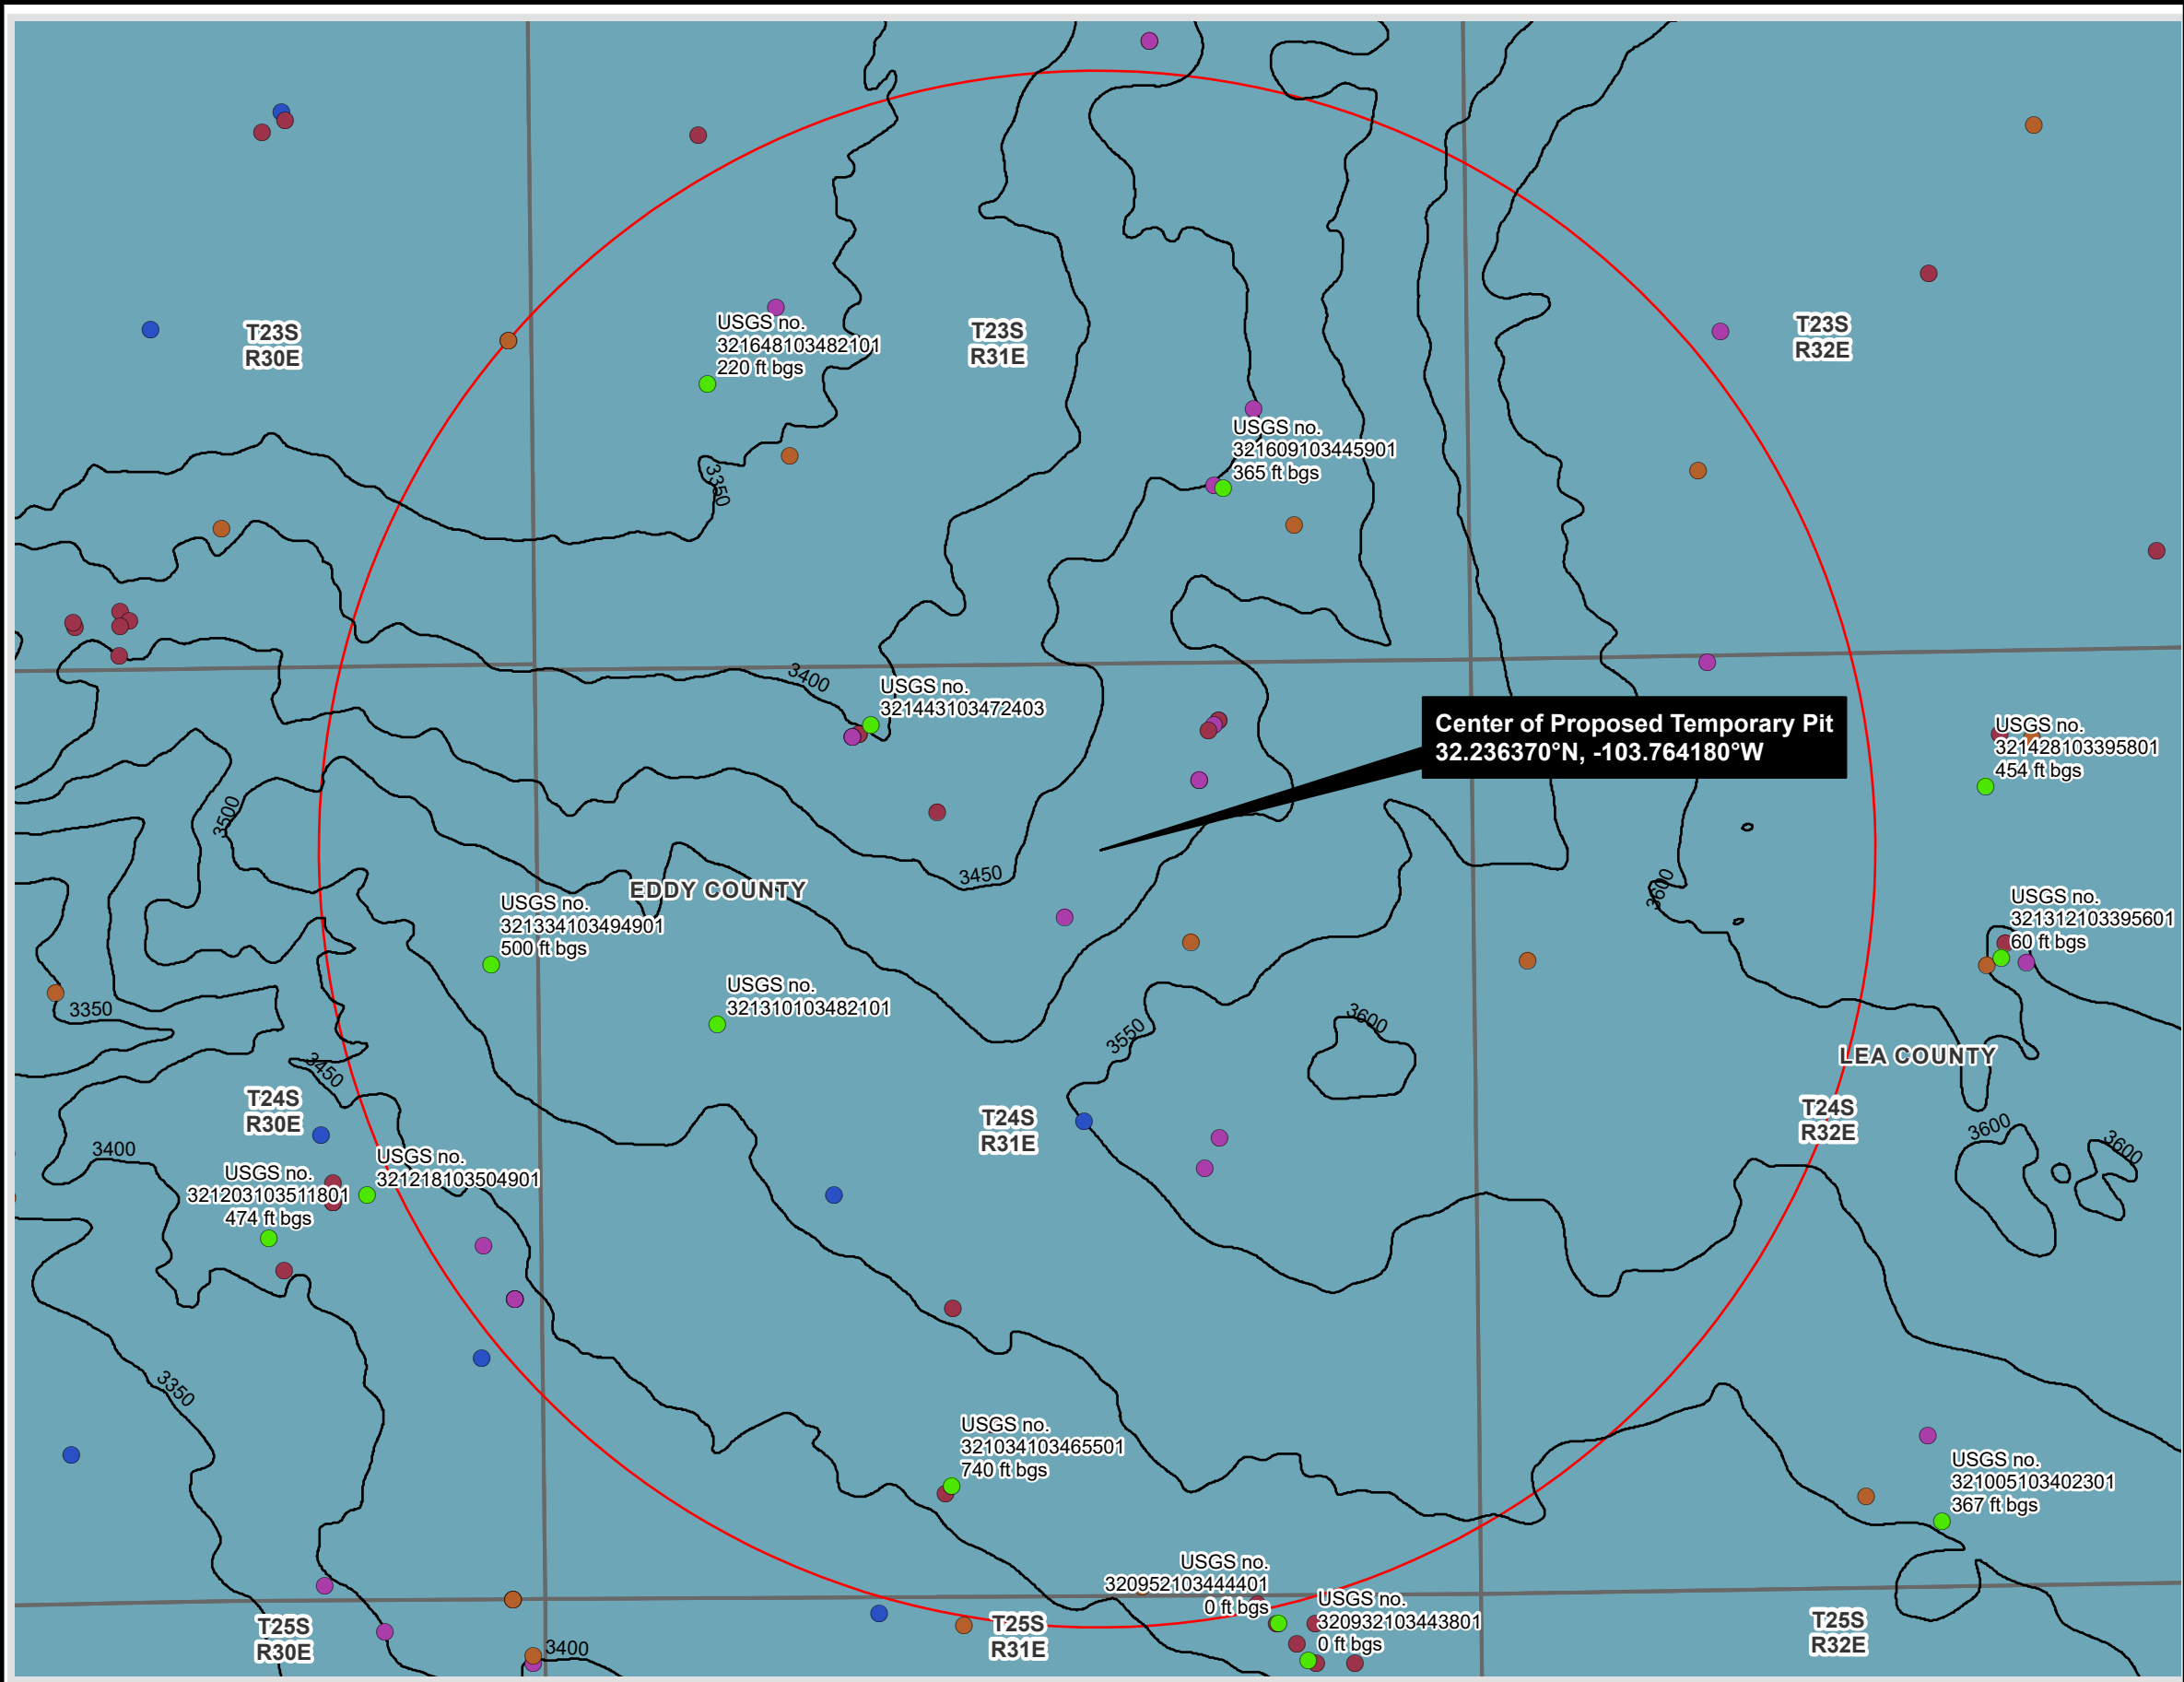 T23S
R30E
USGS no.
321648103482101
220 ft bgs
T23S
R31E
T23S
R32E
USGS no.
321609103445901
365 ft bgs
3350
3400
USGS no.
321443103472403
Center of Proposed Temporary Pit
32.236370°N, -103.764180°W
USGS no.
321428103395801
454 ft bgs
3500
3450
EDDY COUNTY
3600
USGS no.
321334103494901
500 ft bgs
USGS no.
321312103395601
60 ft bgs
USGS no.
321310103482101
3350
3550
3600
LEA COUNTY
3450
T24S
R30E
T24S
R31E
T24S
R32E
3600
3600
3400
USGS no.
321218103504901
USGS no.
321203103511801
474 ft bgs
3350
USGS no.
321034103465501
740 ft bgs
USGS no.
321005103402301
367 ft bgs
USGS no.
320952103444401
0 ft bgs
USGS no.
320932103443801
0 ft bgs
T25S
R30E
3400
T25S
R31E
T25S
R32E